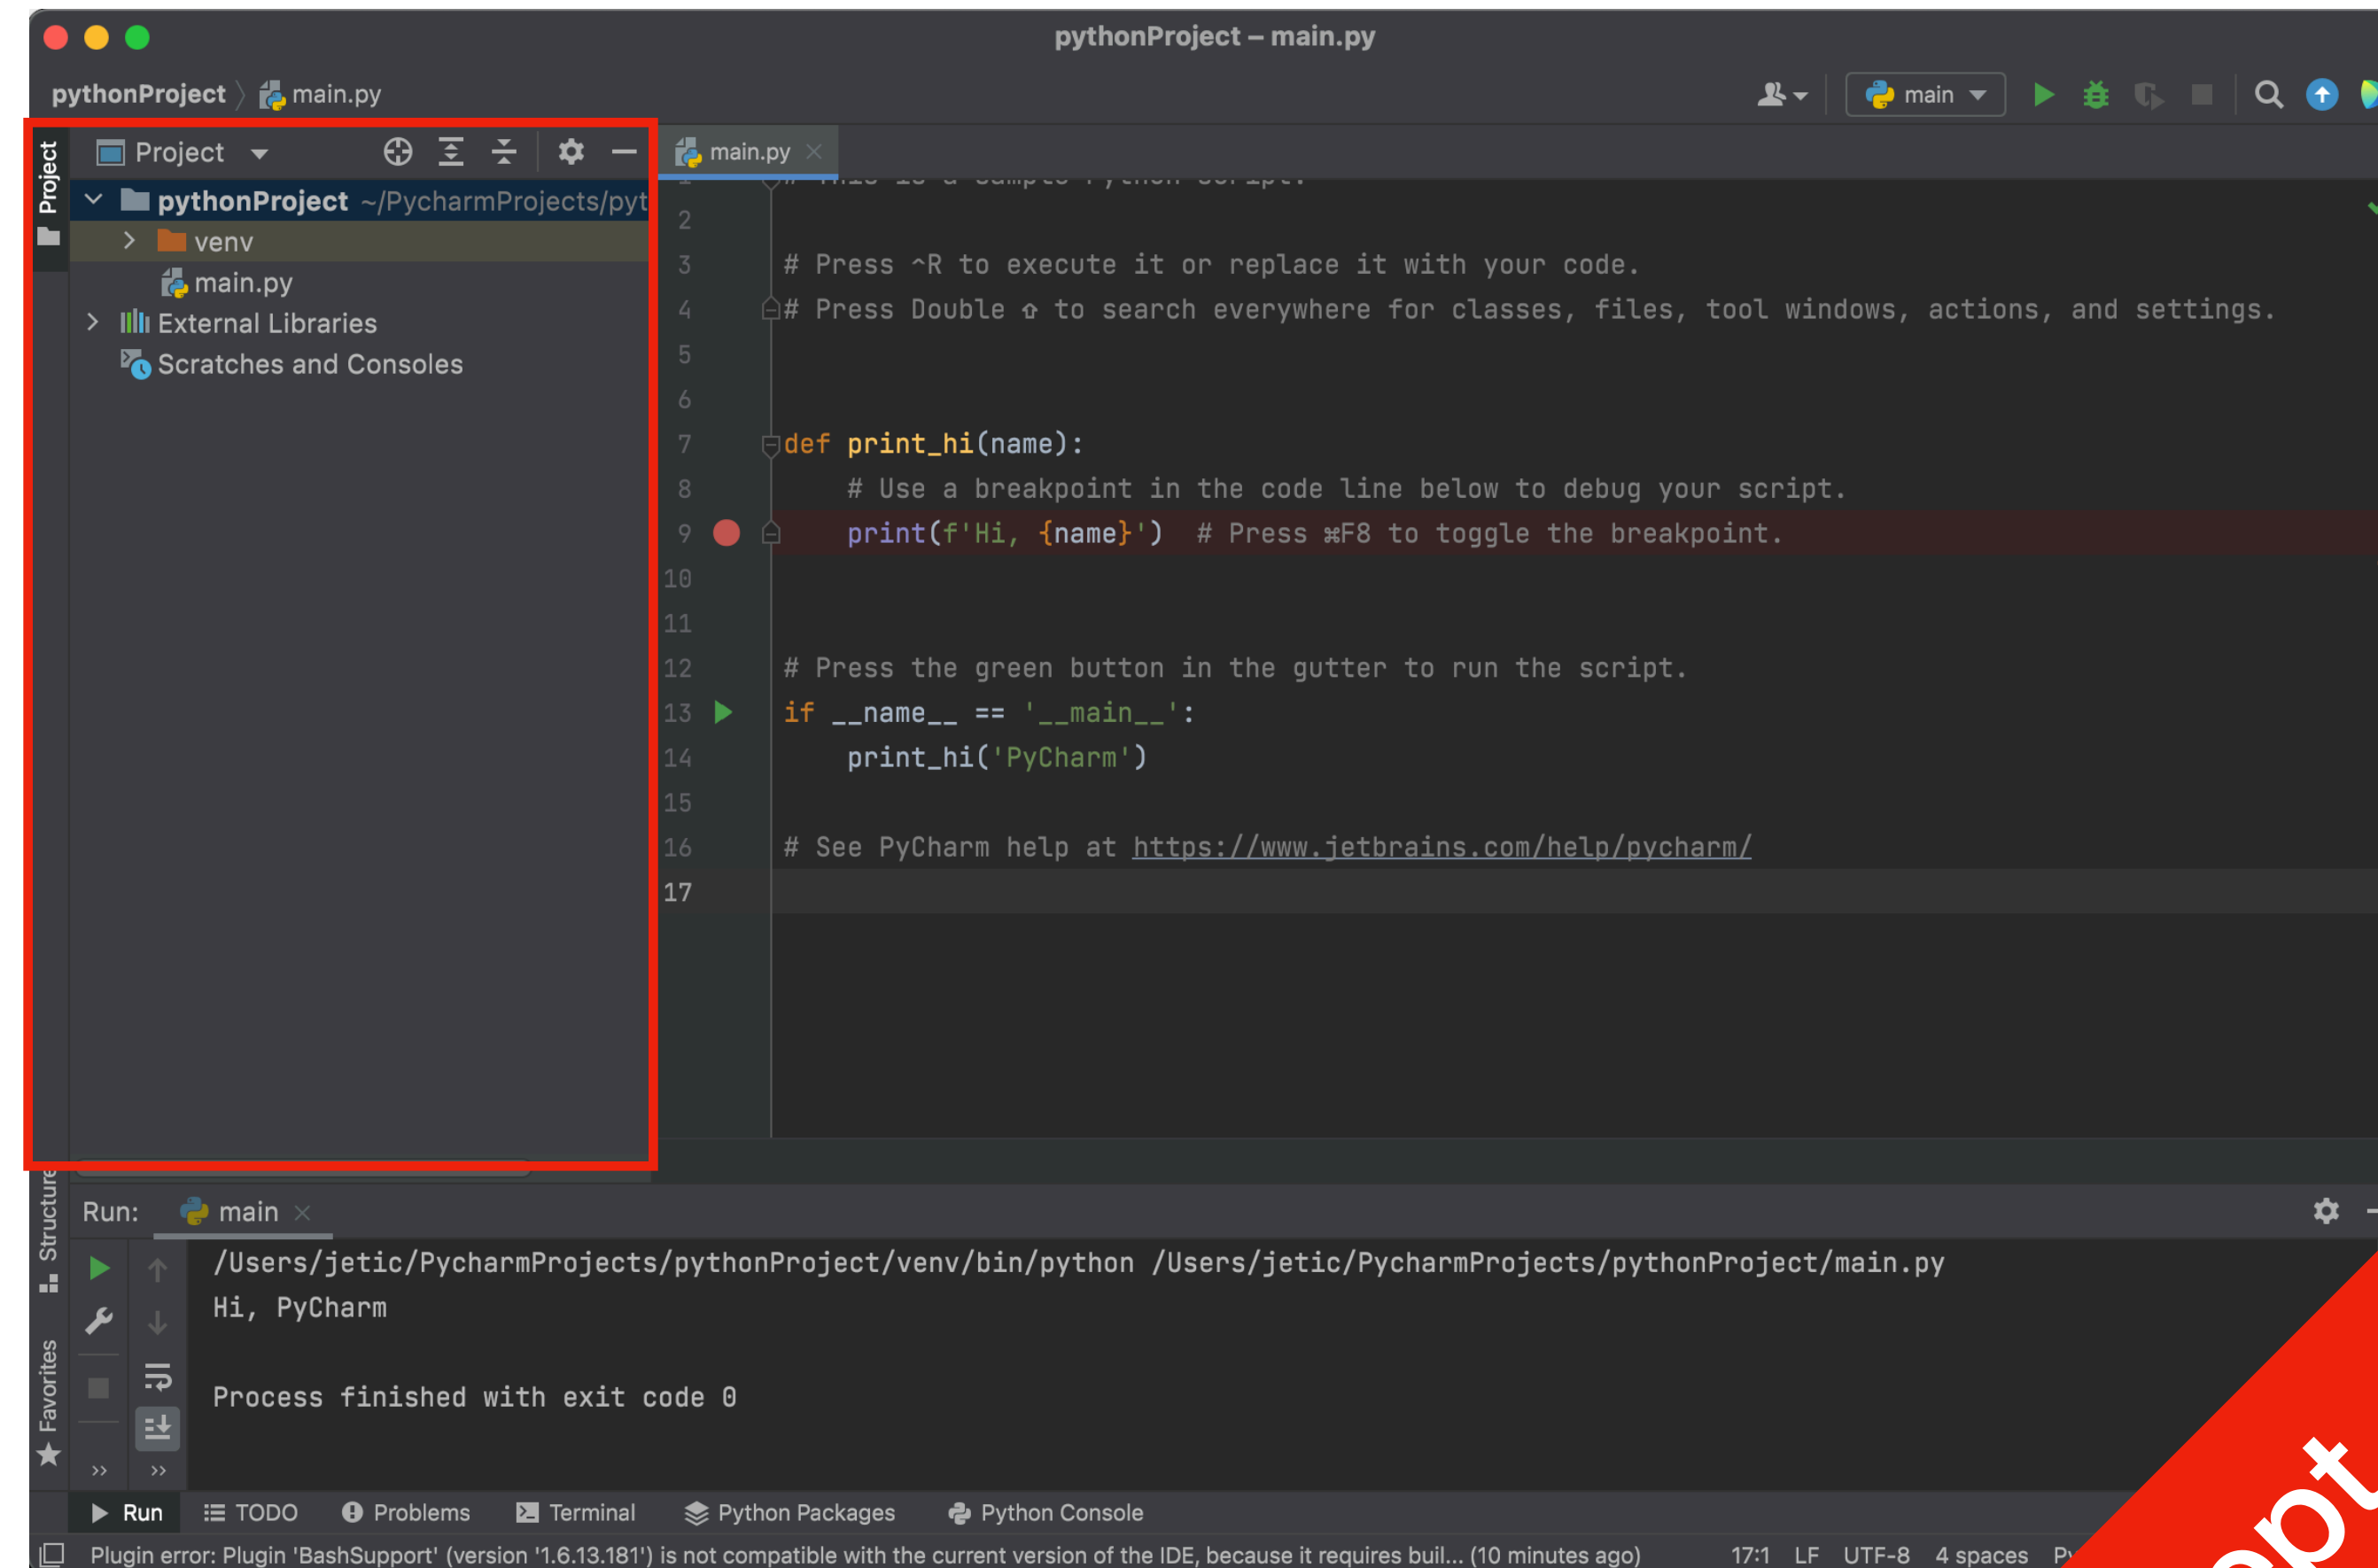 pythonProject – main.py
pythonProject main.py
main
Project
Project
pythonProject ~/PycharmProjects/pyt
venv
main.py
External Libraries
Scratches and Consoles
main.py
1 # This is a sample Python script.
2
3 # Press ^R to execute it or replace it with your code.
4 # Press Double ⇧ to search everywhere for classes, files, tool windows, actions, and settings.
5
6
7 def print_hi(name):
8 # Use a breakpoint in the code line below to debug your script.
9 print(f'Hi, {name}')  # Press ⌘F8 to toggle the breakpoint.
10
11
12 # Press the green button in the gutter to run the script.
13 if __name__ == '__main__':
14 print_hi('PyCharm')
15
16 # See PyCharm help at https://www.jetbrains.com/help/pycharm/
17
Structure
Favorites
Run: main
/Users/jetic/PycharmProjects/pythonProject/venv/bin/python /Users/jetic/PycharmProjects/pythonProject/main.py
Hi, PyCharm
Process finished with exit code 0
Run TODO Problems Terminal Python Packages Python Console
Plugin error: Plugin 'BashSupport' (version '1.6.13.181') is not compatible with the current version of the IDE, because it requires buil... (10 minutes ago) 17:1 LF UTF-8 4 spaces